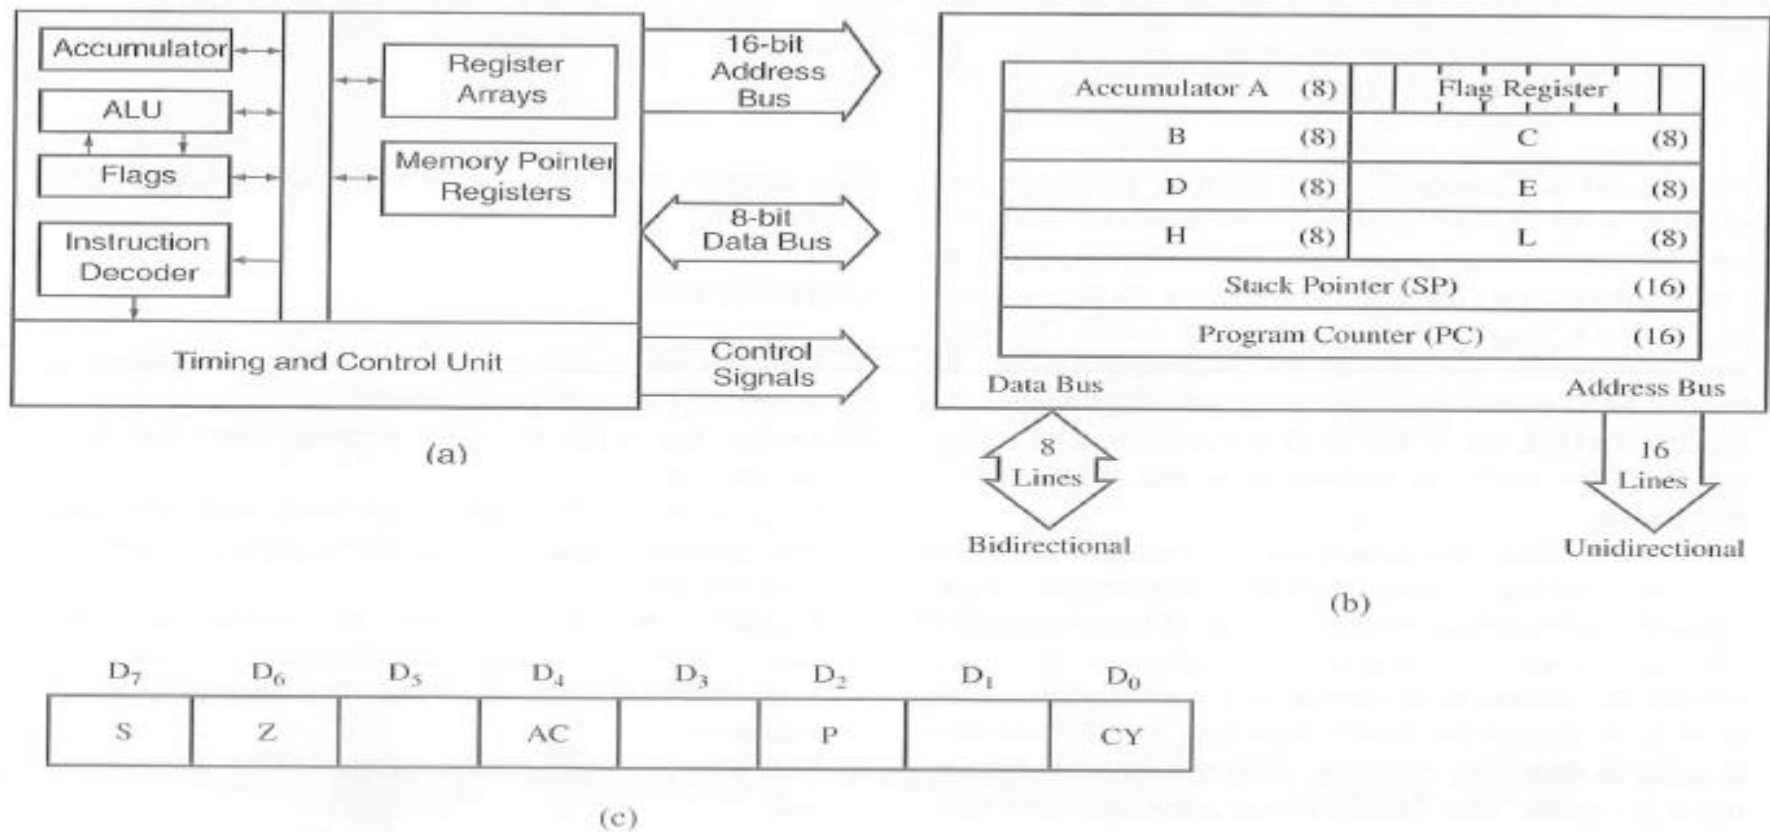 Accumulator
ALU
Flags
Instruction
Decoder
Register
Arrays
Memory Pointer
Registers
Timing and Control Unit
16-bit
Address
Bus
8-bit
Data Bus
Control
Signals
(a)
Accumulator A (8) Flag Register
B (8) C (8)
D (8) E (8)
H (8) L (8)
Stack Pointer (SP) (16)
Program Counter (PC) (16)
Data Bus Address Bus
8
Lines
16
Lines
Bidirectional Unidirectional
(b)
D₇ D₆ D₅ D₄ D₃ D₂ D₁ D₀
S Z AC P CY
(c)